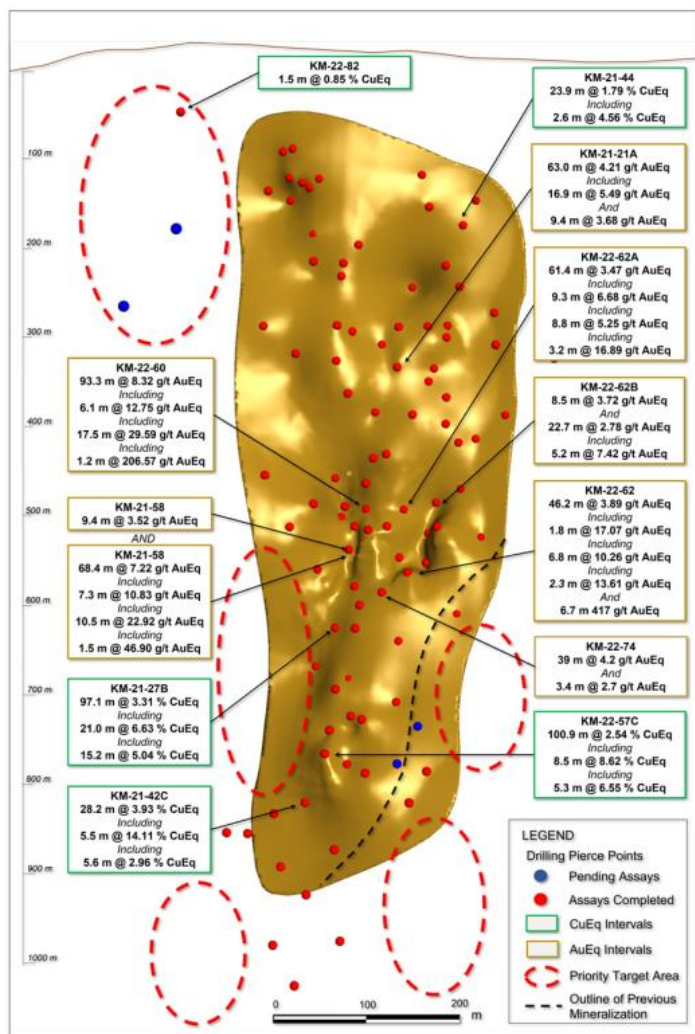 KM-22-82
1.5 m @ 0.85 % CuEq
KM-21-44
23.9 m @ 1.79 % CuEq
Including
2.6 m @ 4.56 % CuEq
KM-21-21A
63.0 m @ 4.21 g/t AuEq
Including
16.9 m @ 5.49 g/t AuEq
And
9.4 m @ 3.68 g/t AuEq
KM-22-62A
61.4 m @ 3.47 g/t AuEq
Including
9.3 m @ 6.68 g/t AuEq
Including
8.8 m @ 5.25 g/t AuEq
Including
3.2 m @ 16.89 g/t AuEq
KM-22-60
93.3 m @ 8.32 g/t AuEq
Including
6.1 m @ 12.75 g/t AuEq
Including
17.5 m @ 29.59 g/t AuEq
Including
1.2 m @ 206.57 g/t AuEq
KM-22-62B
8.5 m @ 3.72 g/t AuEq
And
22.7 m @ 2.78 g/t AuEq
Including
5.2 m @ 7.42 g/t AuEq
KM-21-58
9.4 m @ 3.52 g/t AuEq
AND
KM-21-58
68.4 m @ 7.22 g/t AuEq
Including
7.3 m @ 10.83 g/t AuEq
Including
10.5 m @ 22.92 g/t AuEq
Including
1.5 m @ 46.90 g/t AuEq
KM-22-62
46.2 m @ 3.89 g/t AuEq
Including
1.8 m @ 17.07 g/t AuEq
Including
6.8 m @ 10.26 g/t AuEq
Including
2.3 m @ 13.61 g/t AuEq
And
6.7 m 417 g/t AuEq
KM-22-74
39 m @ 4.2 g/t AuEq
And
3.4 m @ 2.7 g/t AuEq
KM-21-27B
97.1 m @ 3.31 % CuEq
Including
21.0 m @ 6.63 % CuEq
Including
15.2 m @ 5.04 % CuEq
KM-22-57C
100.9 m @ 2.54 % CuEq
Including
8.5 m @ 8.62 % CuEq
Including
5.3 m @ 6.55 % CuEq
KM-21-42C
28.2 m @ 3.93 % CuEq
Including
5.5 m @ 14.11 % CuEq
Including
5.6 m @ 2.96 % CuEq
100 m
200 m
300 m
400 m
500 m
600 m
700 m
800 m
900 m
1000 m
LEGEND
Drilling Pierce Points
Pending Assays
Assays Completed
CuEq Intervals
AuEq Intervals
Priority Target Area
Outline of Previous
Mineralization
0 100 200
m